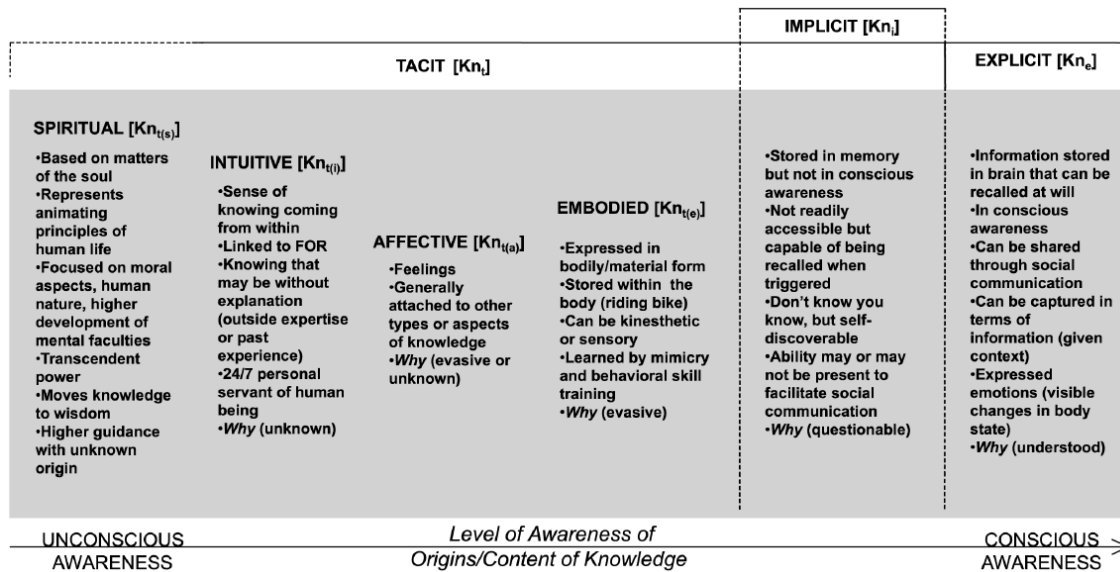 IMPLICIT [Kni]
TACIT [Knt]
EXPLICIT [Kne]
SPIRITUAL [Knt(s)]
•Based on matters
of the soul
•Represents
animating
principles of
human life
•Focused on moral
aspects, human
nature, higher
development of
mental faculties
•Transcendent
power
•Moves knowledge
to wisdom
•Higher guidance
with unknown
origin
INTUITIVE [Knt(i)]
•Sense of
knowing coming
from within
•Linked to FOR
•Knowing that
may be without
explanation
(outside expertise
or past
experience)
•24/7 personal
servant of human
being
•Why (unknown)
AFFECTIVE [Knt(a)]
•Feelings
•Generally
attached to other
types or aspects
of knowledge
•Why (evasive or
unknown)
EMBODIED [Knt(e)]
•Expressed in
bodily/material form
•Stored within the
body (riding bike)
•Can be kinesthetic
or sensory
•Learned by mimicry
and behavioral skill
training
•Why (evasive)
•Stored in memory
but not in conscious
awareness
•Not readily
accessible but
capable of being
recalled when
triggered
•Don't know you
know, but self-
discoverable
•Ability may or may
not be present to
facilitate social
communication
•Why (questionable)
•Information stored
in brain that can be
recalled at will
•In conscious
awareness
•Can be shared
through social
communication
•Can be captured in
terms of
information (given
context)
•Expressed
emotions (visible
changes in body
state)
•Why (understood)
UNCONSCIOUS
AWARENESS
Level of Awareness of
Origins/Content of Knowledge
CONSCIOUS
AWARENESS